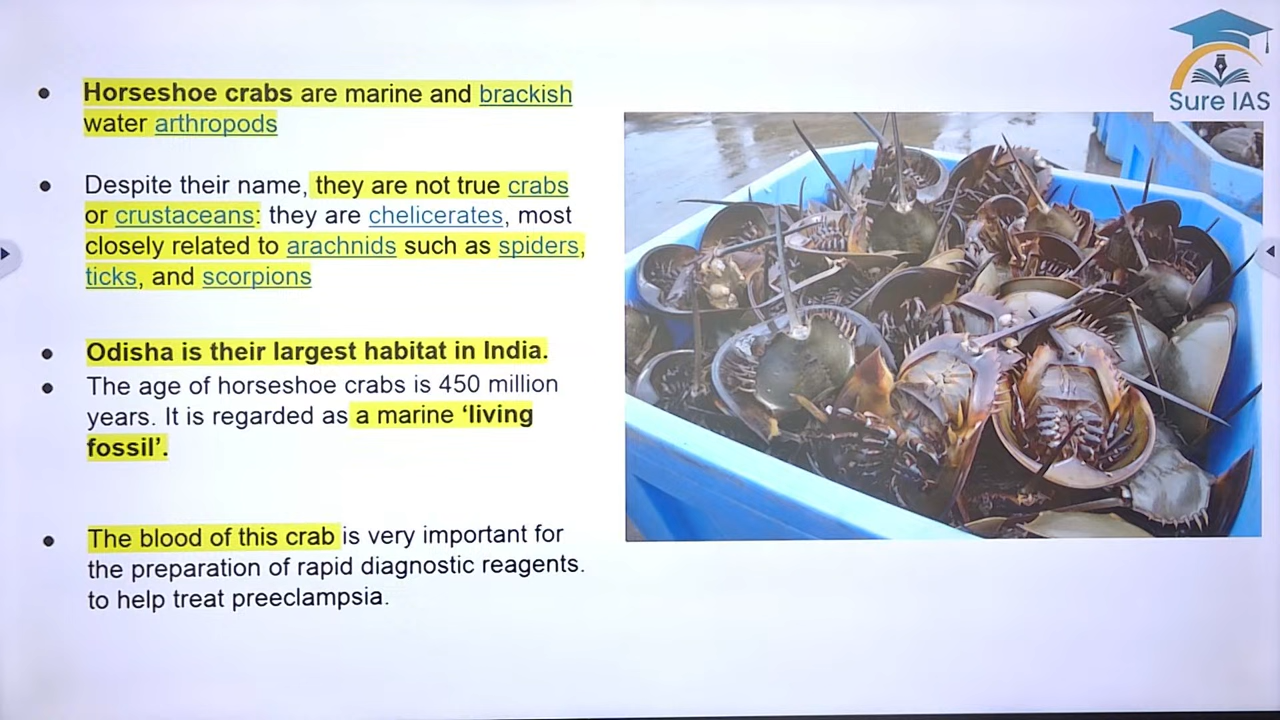 Sure IAS
Horseshoe crabs are marine and brackish
water arthropods
Despite their name, they are not true crabs
or crustaceans: they are chelicerates, most
closely related to arachnids such as spiders,
ticks, and scorpions
Odisha is their largest habitat in India.
The age of horseshoe crabs is 450 million
years. It is regarded as a marine ‘living
fossil’.
The blood of this crab is very important for
the preparation of rapid diagnostic reagents.
to help treat preeclampsia.